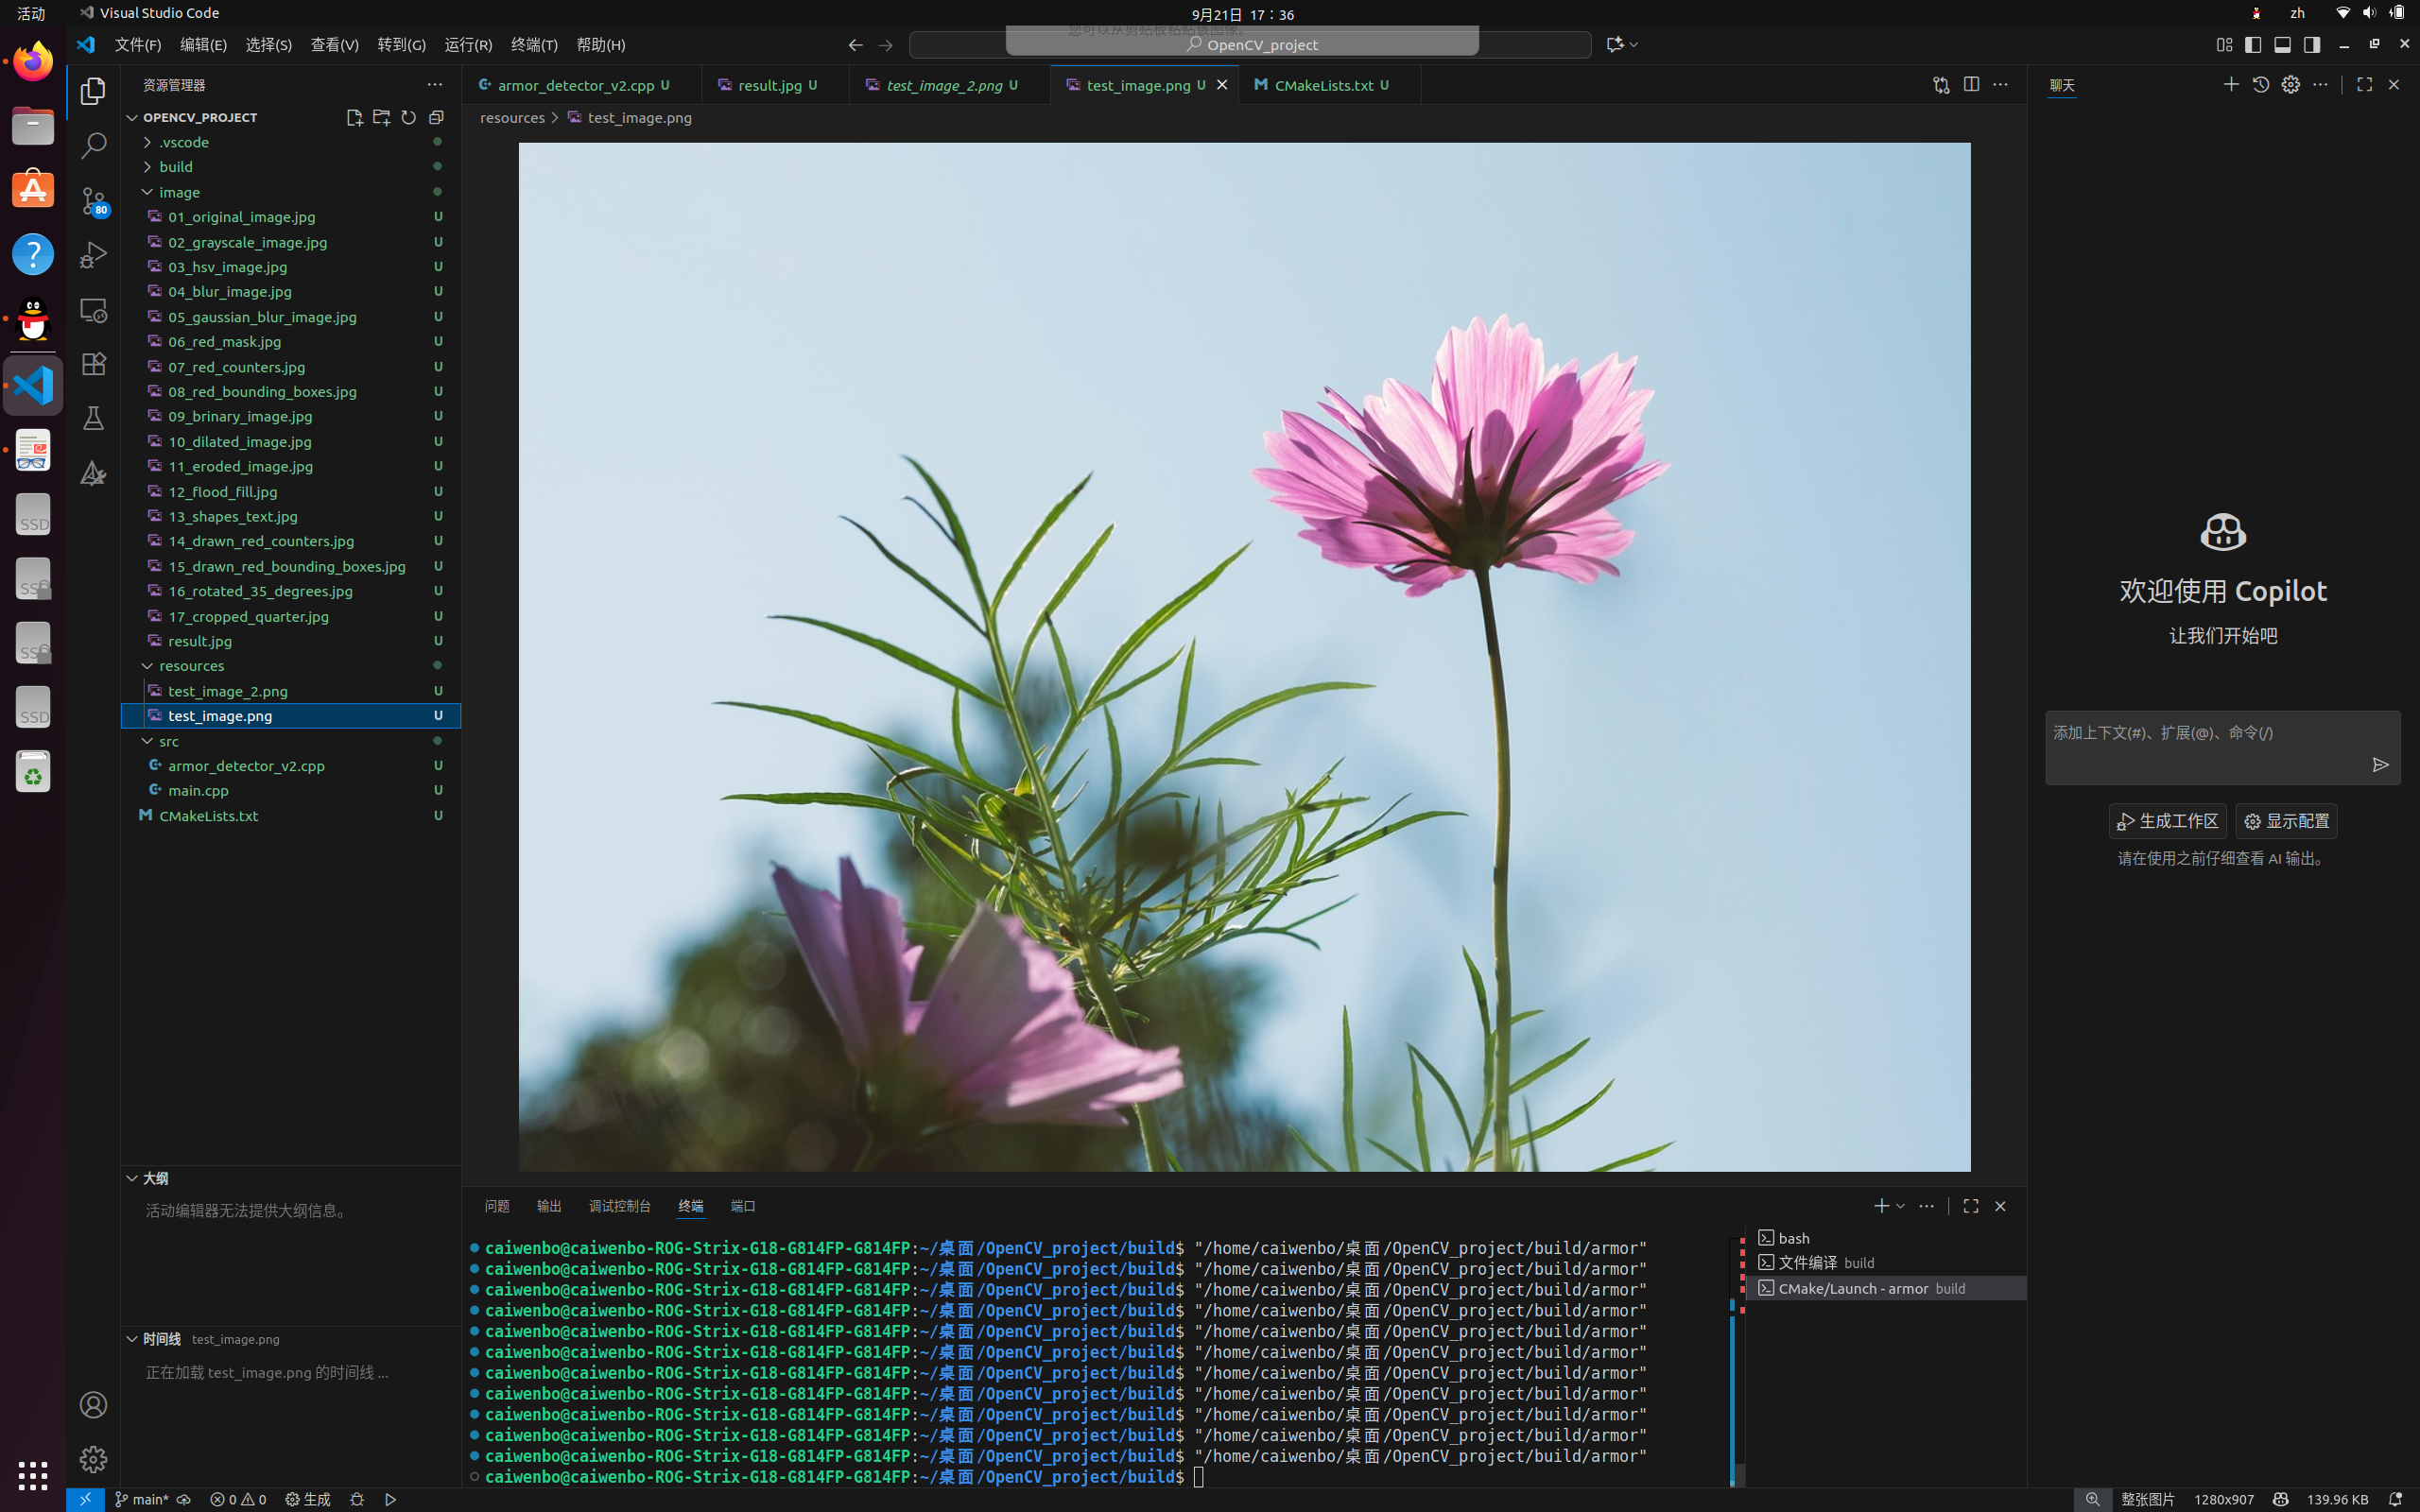 活动
Visual Studio Code
9月21日 17：36
zh
文件(F) 编辑(E) 选择(S) 查看(V) 转到(G) 运行(R) 终端(T) 帮助(H)
您可以从剪贴板粘贴该图像。
OpenCV_project
资源管理器
armor_detector_v2.cpp U
result.jpg U
test_image_2.png U
test_image.png U
CMakeLists.txt U
聊天
resources > test_image.png
OPENCV_PROJECT
.vscode
build
image
01_original_image.jpg U
02_grayscale_image.jpg U
03_hsv_image.jpg U
04_blur_image.jpg U
05_gaussian_blur_image.jpg U
06_red_mask.jpg U
07_red_counters.jpg U
08_red_bounding_boxes.jpg U
09_brinary_image.jpg U
10_dilated_image.jpg U
11_eroded_image.jpg U
12_flood_fill.jpg U
13_shapes_text.jpg U
14_drawn_red_counters.jpg U
15_drawn_red_bounding_boxes.jpg U
16_rotated_35_degrees.jpg U
17_cropped_quarter.jpg U
result.jpg U
resources
test_image_2.png U
test_image.png U
src
armor_detector_v2.cpp U
main.cpp U
CMakeLists.txt U
80
SSD
SSD
SSD
SSD
大纲
活动编辑器无法提供大纲信息。
时间线 test_image.png
正在加载 test_image.png 的时间线 ...
欢迎使用 Copilot
让我们开始吧
添加上下文(#)、扩展(@)、命令(/)
生成工作区
显示配置
请在使用之前仔细查看 AI 输出。
问题 输出 调试控制台 终端 端口
caiwenbo@caiwenbo-ROG-Strix-G18-G814FP-G814FP:~/桌面/OpenCV_project/build$ "/home/caiwenbo/桌面/OpenCV_project/build/armor"
caiwenbo@caiwenbo-ROG-Strix-G18-G814FP-G814FP:~/桌面/OpenCV_project/build$ "/home/caiwenbo/桌面/OpenCV_project/build/armor"
caiwenbo@caiwenbo-ROG-Strix-G18-G814FP-G814FP:~/桌面/OpenCV_project/build$ "/home/caiwenbo/桌面/OpenCV_project/build/armor"
caiwenbo@caiwenbo-ROG-Strix-G18-G814FP-G814FP:~/桌面/OpenCV_project/build$ "/home/caiwenbo/桌面/OpenCV_project/build/armor"
caiwenbo@caiwenbo-ROG-Strix-G18-G814FP-G814FP:~/桌面/OpenCV_project/build$ "/home/caiwenbo/桌面/OpenCV_project/build/armor"
caiwenbo@caiwenbo-ROG-Strix-G18-G814FP-G814FP:~/桌面/OpenCV_project/build$ "/home/caiwenbo/桌面/OpenCV_project/build/armor"
caiwenbo@caiwenbo-ROG-Strix-G18-G814FP-G814FP:~/桌面/OpenCV_project/build$ "/home/caiwenbo/桌面/OpenCV_project/build/armor"
caiwenbo@caiwenbo-ROG-Strix-G18-G814FP-G814FP:~/桌面/OpenCV_project/build$ "/home/caiwenbo/桌面/OpenCV_project/build/armor"
caiwenbo@caiwenbo-ROG-Strix-G18-G814FP-G814FP:~/桌面/OpenCV_project/build$ "/home/caiwenbo/桌面/OpenCV_project/build/armor"
caiwenbo@caiwenbo-ROG-Strix-G18-G814FP-G814FP:~/桌面/OpenCV_project/build$ "/home/caiwenbo/桌面/OpenCV_project/build/armor"
caiwenbo@caiwenbo-ROG-Strix-G18-G814FP-G814FP:~/桌面/OpenCV_project/build$ "/home/caiwenbo/桌面/OpenCV_project/build/armor"
caiwenbo@caiwenbo-ROG-Strix-G18-G814FP-G814FP:~/桌面/OpenCV_project/build$
bash
文件编译 build
CMake/Launch - armor build
main* 0 0 生成
整张图片 1280x907 139.96 KB